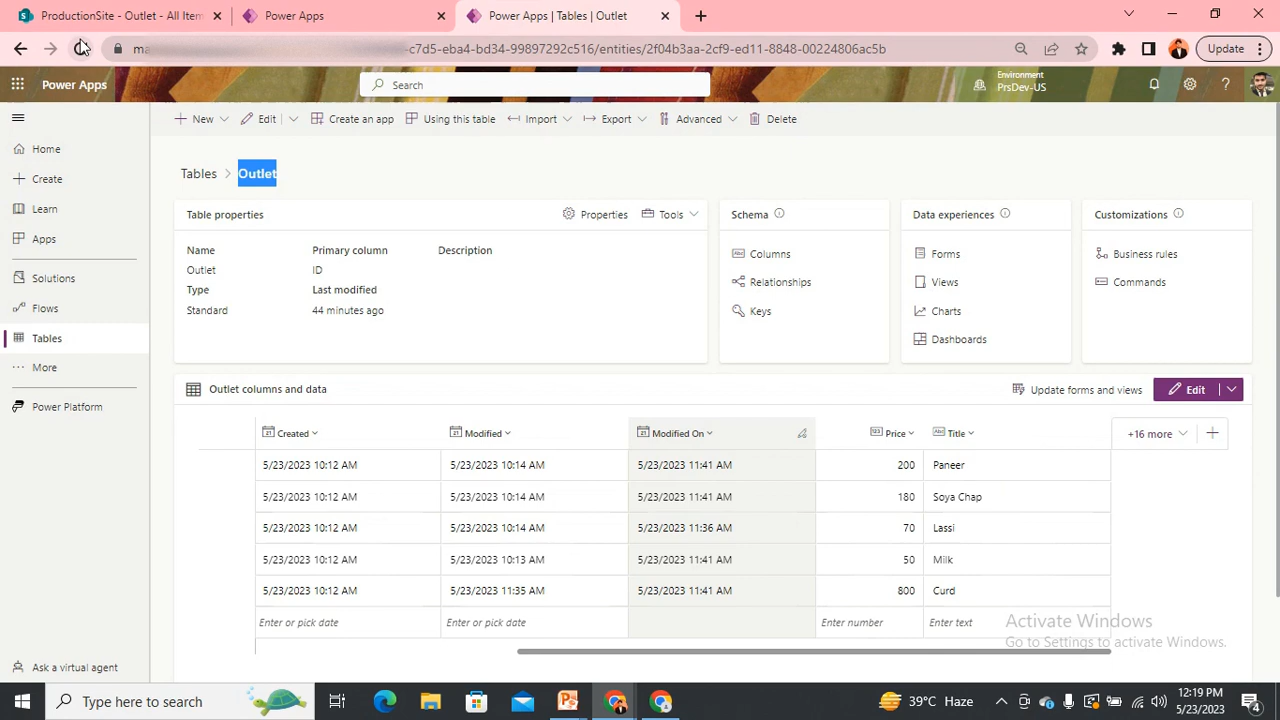 ProductionSite - Outlet - All Item
Power Apps
Power Apps | Tables | Outlet
-c7d5-eba4-bd34-99897292c516/entities/2f04b3aa-2cf9-ed11-8848-00224806ac5b
Update
Power Apps
Search
Environment
PrsDev-US
New
Edit
Create an app
Using this table
Import
Export
Advanced
Delete
Home
Create
Learn
Apps
Solutions
Flows
Tables
More
Power Platform
Ask a virtual agent
Tables > Outlet
Table properties
Properties
Tools
Name
Primary column
Description
Outlet
ID
Type
Last modified
Standard
44 minutes ago
Schema
Columns
Relationships
Keys
Data experiences
Forms
Views
Charts
Dashboards
Customizations
Business rules
Commands
Outlet columns and data
Update forms and views
Edit
Created Modified Modified On Price Title +16 more
5/23/2023 10:12 AM 5/23/2023 10:14 AM 5/23/2023 11:41 AM 200 Paneer
5/23/2023 10:12 AM 5/23/2023 10:14 AM 5/23/2023 11:41 AM 180 Soya Chap
5/23/2023 10:12 AM 5/23/2023 10:14 AM 5/23/2023 11:36 AM 70 Lassi
5/23/2023 10:12 AM 5/23/2023 10:13 AM 5/23/2023 11:41 AM 50 Milk
5/23/2023 10:12 AM 5/23/2023 11:35 AM 5/23/2023 11:41 AM 800 Curd
Enter or pick date Enter or pick date Enter number Enter text
Activate Windows
Go to Settings to activate Windows.
Type here to search
39°C Haze
12:19 PM
5/23/2023
4